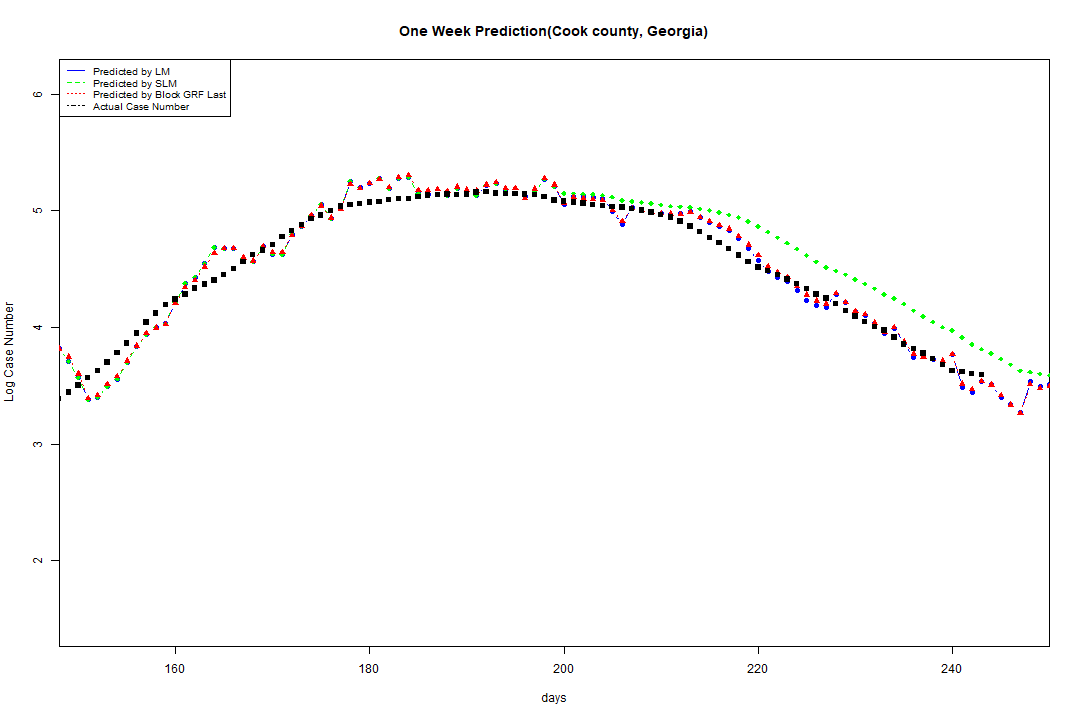 One Week Prediction(Cook county, Georgia)
Predicted by LM
Predicted by SLM
Predicted by Block GRF Last
Actual Case Number
6
5
4
3
2
Log Case Number
160 180 200 220 240
days